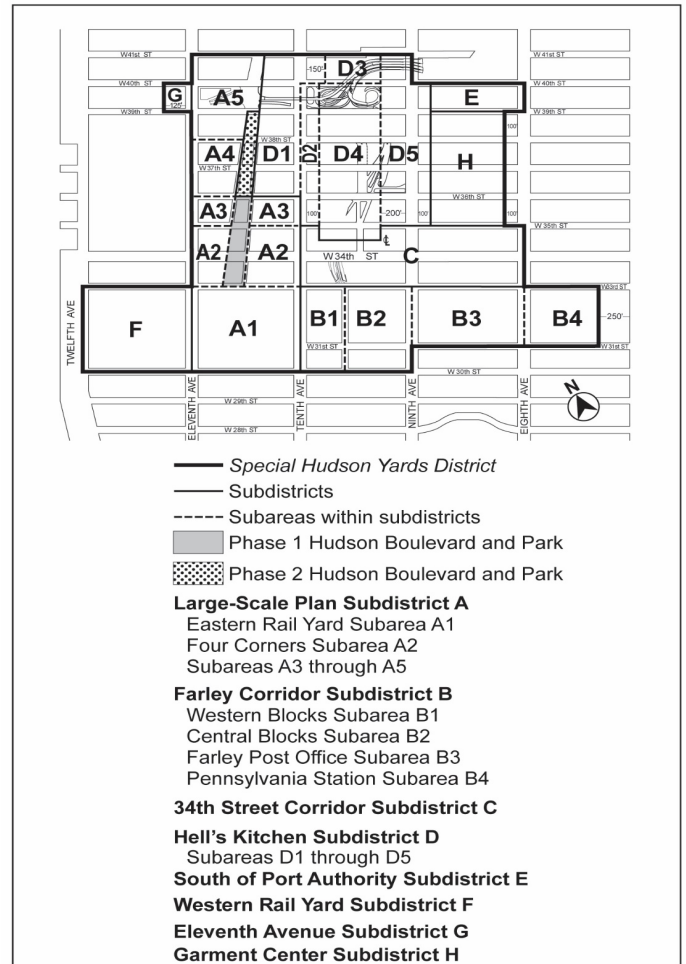 W 41st ST
W 41st ST
150'
D3
W 40th ST
W 40th ST
G
125'
A5
E
W 39th ST
W 39th ST
100'
W 38th ST
A4
D1
D2
D4
D5
H
W 37th ST
W 36th ST
A3
A3
100'
200'
100'
W 35th ST
A2
A2
W 34th ST
℄
C
W33rd ST
F
A1
B1
B2
B3
B4
250'
W 31st ST
W 31st ST
W 30th ST
TWELFTH AVE
ELEVENTH AVE
TENTH AVE
NINTH AVE
EIGHTH AVE
N
W 29th ST
W 28th ST
Special Hudson Yards District
Subdistricts
Subareas within subdistricts
Phase 1 Hudson Boulevard and Park
Phase 2 Hudson Boulevard and Park
Large-Scale Plan Subdistrict A
Eastern Rail Yard Subarea A1
Four Corners Subarea A2
Subareas A3 through A5
Farley Corridor Subdistrict B
Western Blocks Subarea B1
Central Blocks Subarea B2
Farley Post Office Subarea B3
Pennsylvania Station Subarea B4
34th Street Corridor Subdistrict C
Hell's Kitchen Subdistrict D
Subareas D1 through D5
South of Port Authority Subdistrict E
Western Rail Yard Subdistrict F
Eleventh Avenue Subdistrict G
Garment Center Subdistrict H